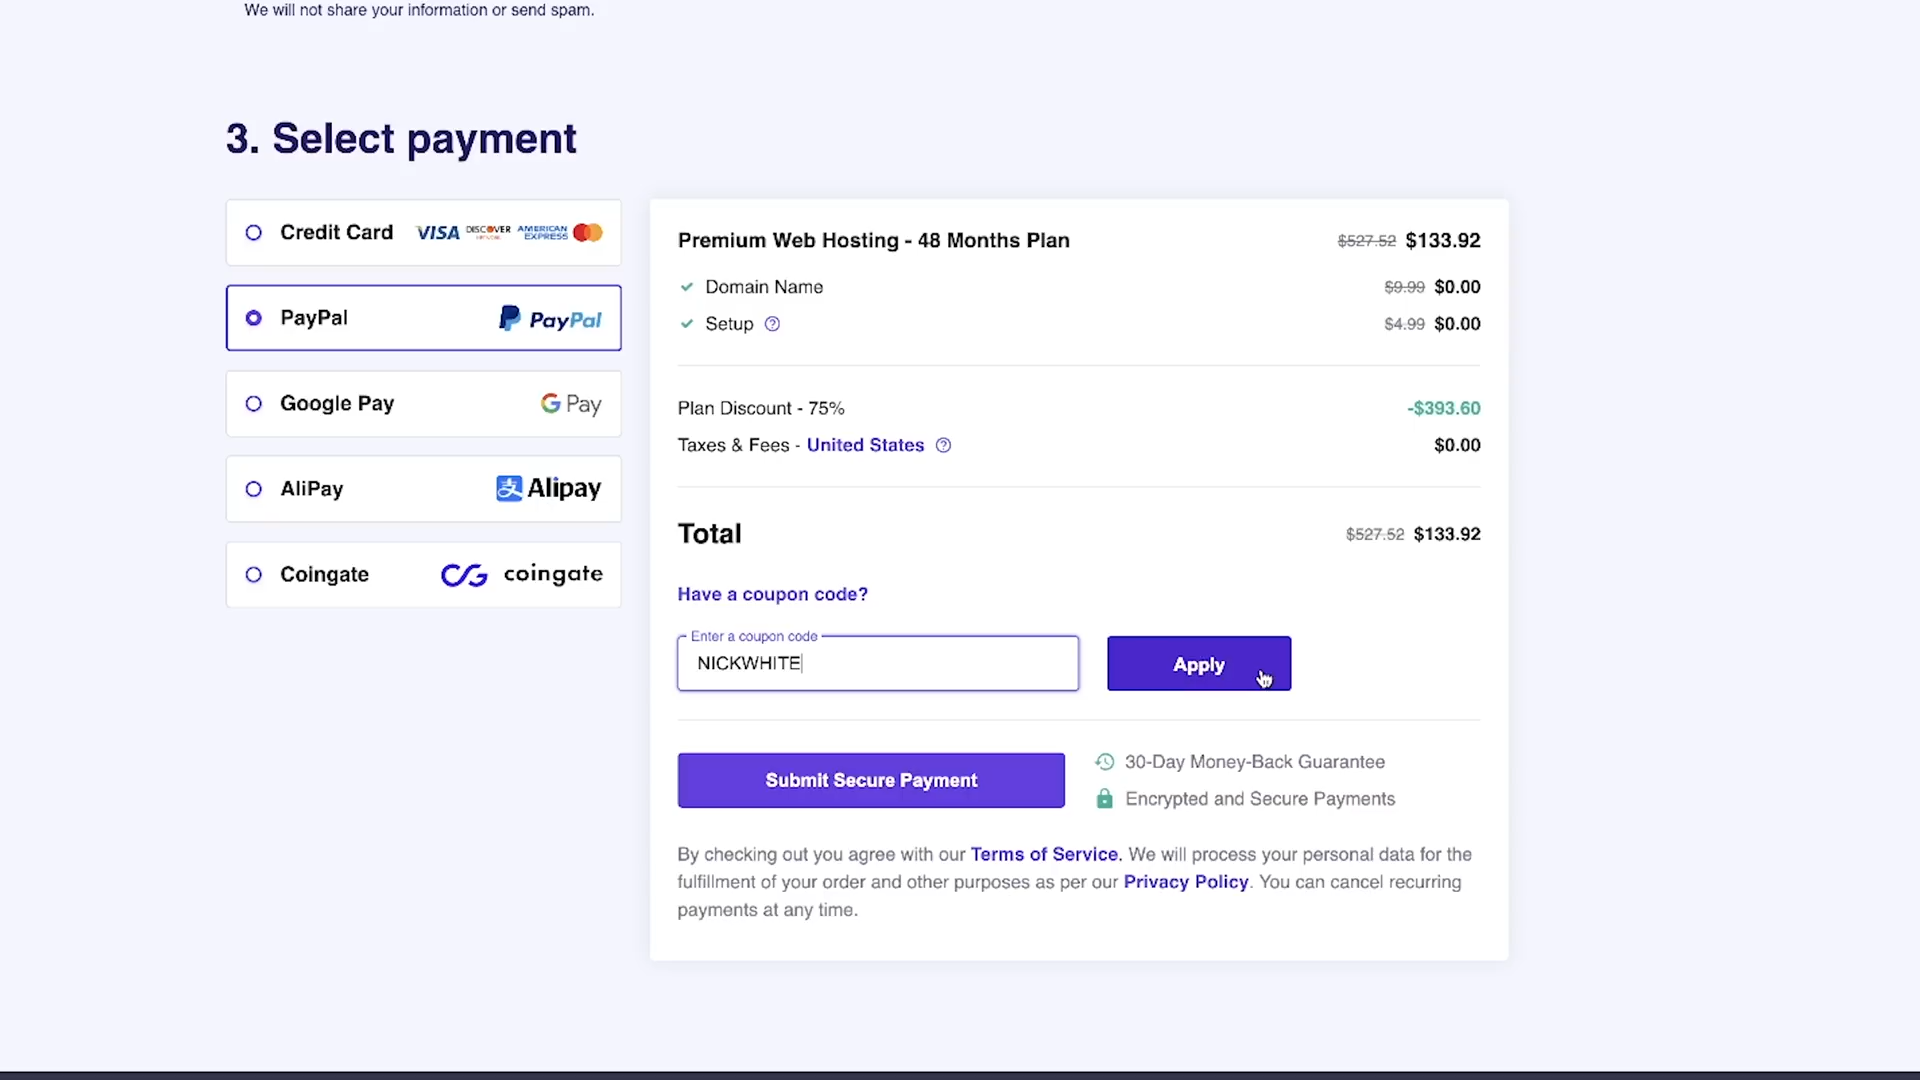 We will not share your information or send spam.
3. Select payment
Credit Card VISA DISCOVER AMERICAN EXPRESS
PayPal PayPal
Google Pay G Pay
AliPay 支 Alipay
Coingate CG coingate
Premium Web Hosting - 48 Months Plan $527.52 $133.92
Domain Name $9.99 $0.00
Setup ? $4.99 $0.00
Plan Discount - 75% -$393.60
Taxes & Fees - United States ? $0.00
Total $527.52 $133.92
Have a coupon code?
Enter a coupon code
NICKWHITE
Apply
Submit Secure Payment
30-Day Money-Back Guarantee
Encrypted and Secure Payments
By checking out you agree with our Terms of Service. We will process your personal data for the
fulfillment of your order and other purposes as per our Privacy Policy. You can cancel recurring
payments at any time.